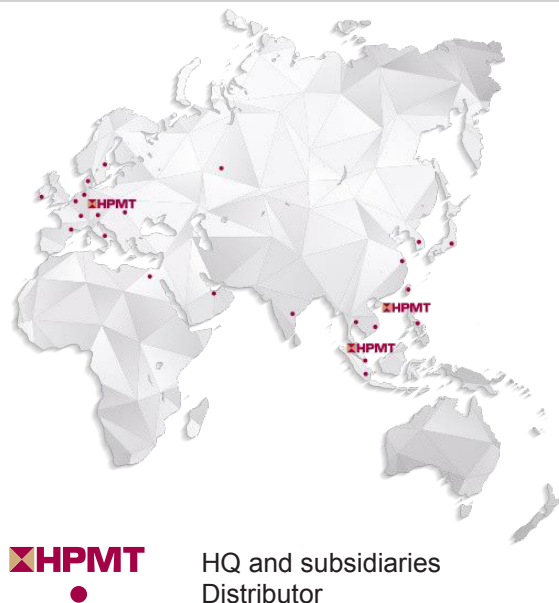 HPMT
HPMT
HPMT
HPMT HQ and subsidiaries
Distributor